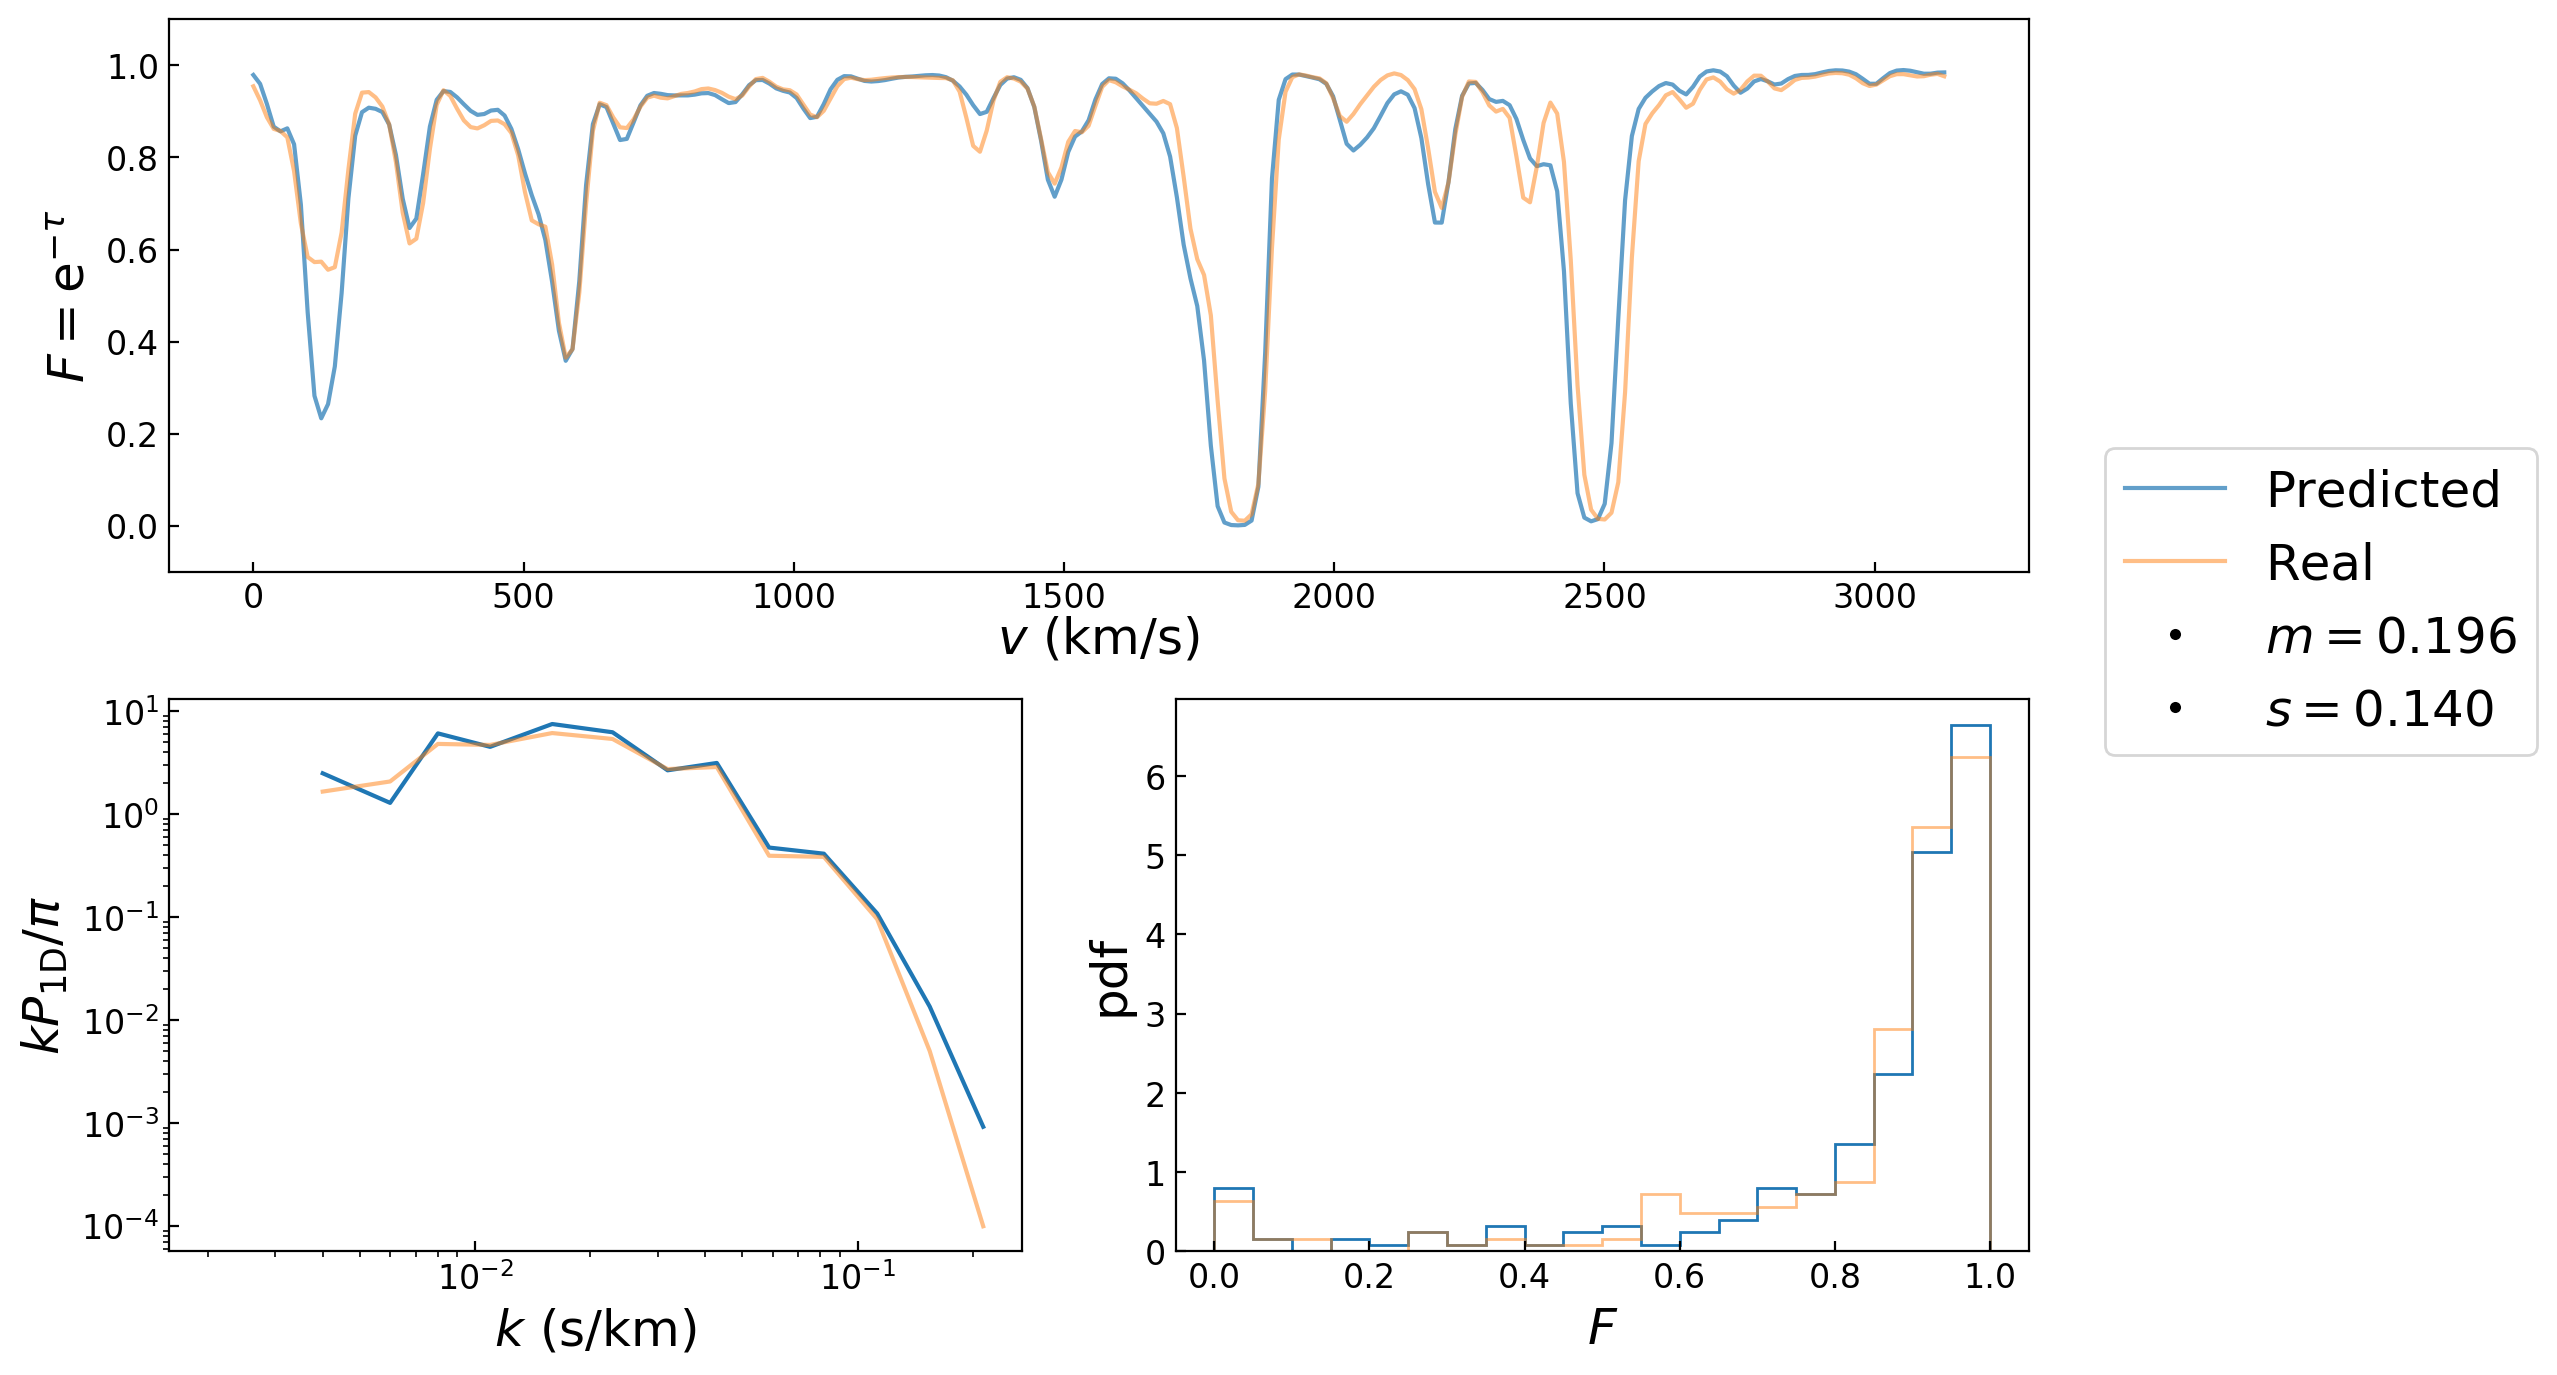 1.0
0.8
0.6
0.4
0.2
0.0
F = e^{−τ}
0 500 1000 1500 2000 2500 3000
v (km/s)
Predicted
Real
m = 0.196
s = 0.140
10^1
10^0
10^{−1}
10^{−2}
10^{−3}
10^{−4}
kP_{1D}/π
10^{−2} 10^{−1}
k (s/km)
6
5
4
3
2
1
0
pdf
0.0 0.2 0.4 0.6 0.8 1.0
F